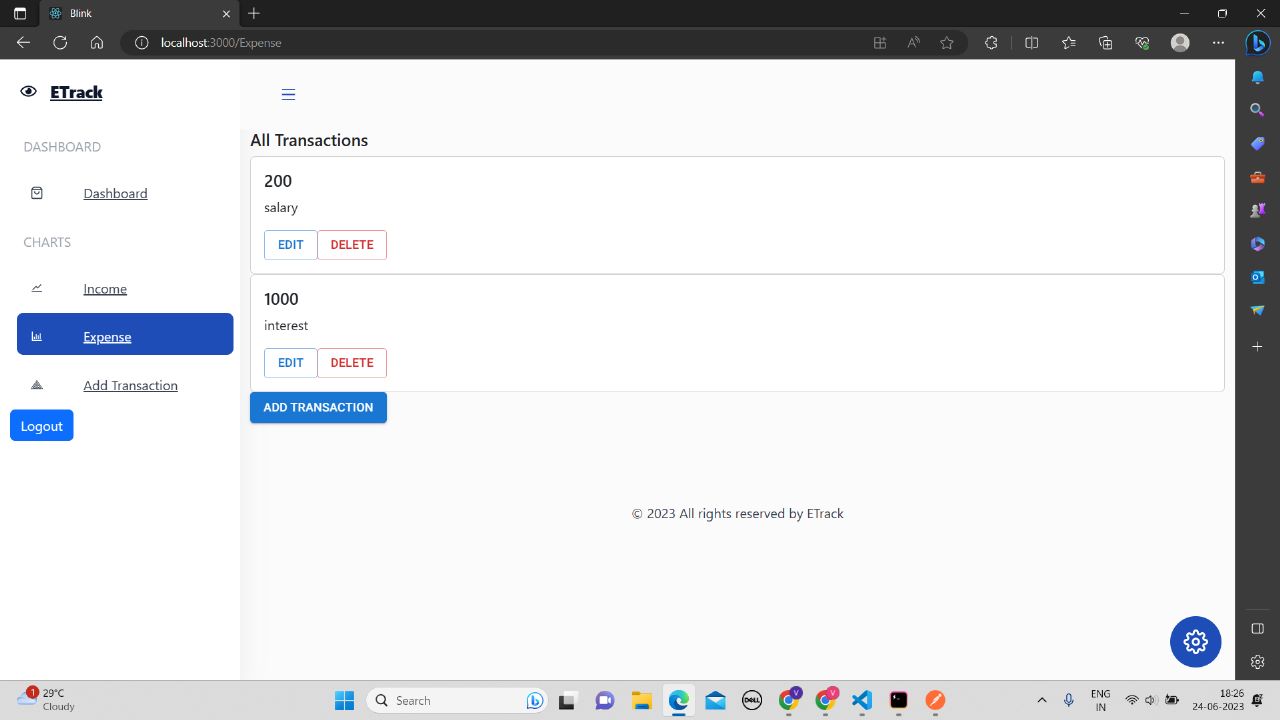 Blink
localhost:3000/Expense
ETrack
DASHBOARD
Dashboard
CHARTS
Income
Expense
Add Transaction
Logout
All Transactions
200
salary
EDIT DELETE
1000
interest
EDIT DELETE
ADD TRANSACTION
© 2023 All rights reserved by ETrack
1
29°C
Cloudy
Search
DELL
V
V
ENG
IN
18:26
24-06-2023